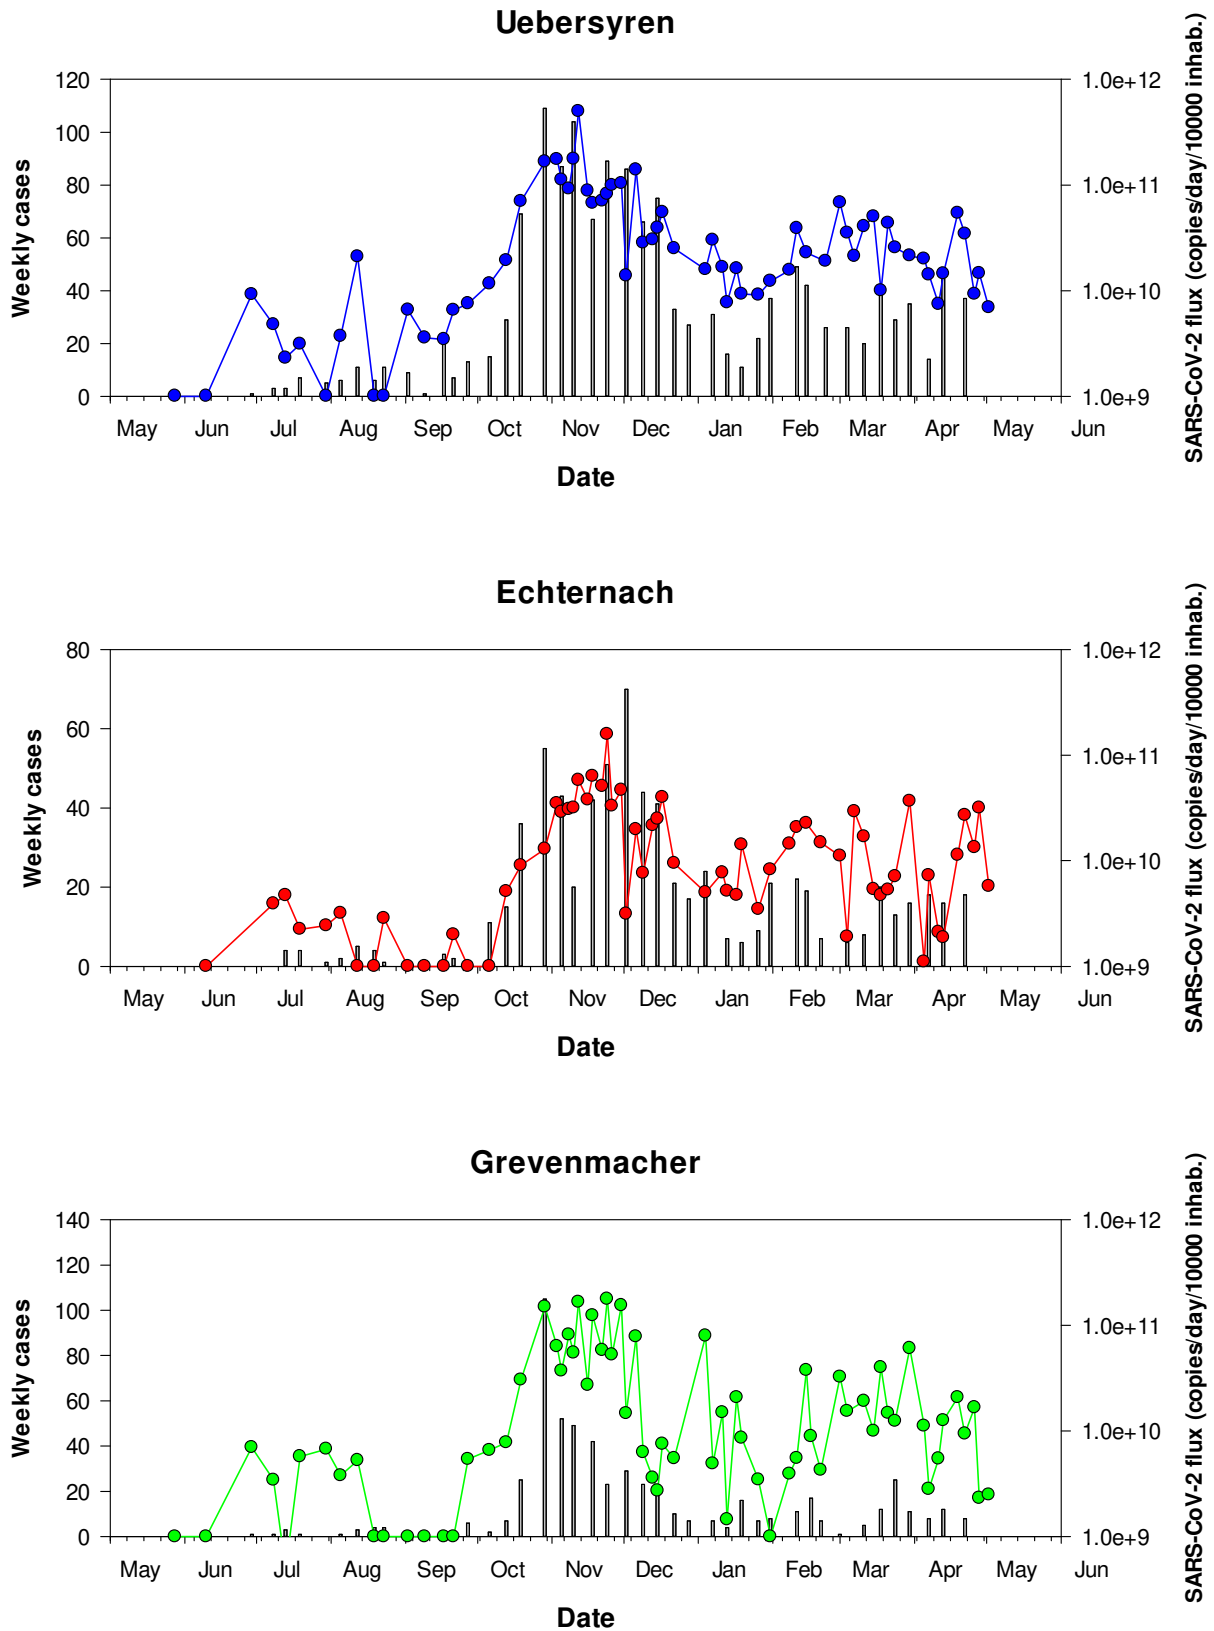 Uebersyren
Weekly cases
120
100
80
60
40
20
0
1.0e+12
1.0e+11
1.0e+10
1.0e+9
SARS-CoV-2 flux (copies/day/10000 inhab.)
May Jun Jul Aug Sep Oct Nov Dec Jan Feb Mar Apr May Jun
Date
Echternach
Weekly cases
80
60
40
20
0
1.0e+12
1.0e+11
1.0e+10
1.0e+9
SARS-CoV-2 flux (copies/day/10000 inhab.)
May Jun Jul Aug Sep Oct Nov Dec Jan Feb Mar Apr May Jun
Date
Grevenmacher
Weekly cases
140
120
100
80
60
40
20
0
1.0e+12
1.0e+11
1.0e+10
1.0e+9
SARS-CoV-2 flux (copies/day/10000 inhab.)
May Jun Jul Aug Sep Oct Nov Dec Jan Feb Mar Apr May Jun
Date